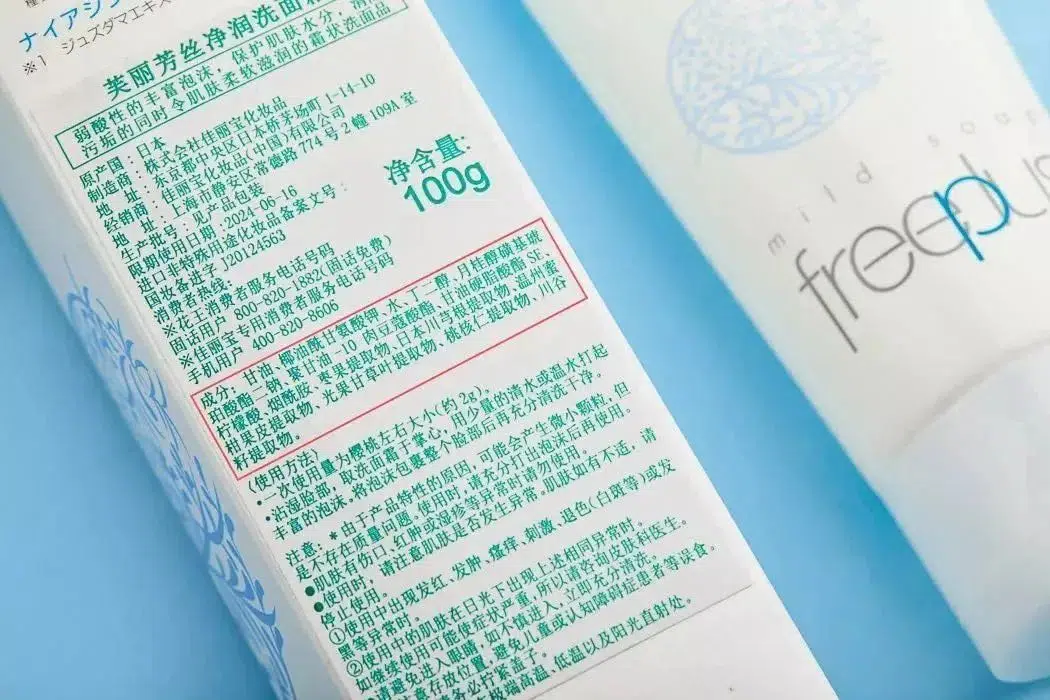 ナイアシン
※1 ジュズダマエキス
芙丽芳丝净润洗面
弱酸性的丰富泡沫，保护肌肤水分，清
污垢的同时令肌肤柔软滋润的霜状洗面品
原产国：日本
制造商：株式会社佳丽宝化妆品
地 址：东京都中央区日本桥茅场町 1-14-10
经销商：佳丽宝化妆品(中国)有限公司
地 址：上海市静安区常德路 774 号 2 幢 109A 室
生产批号：见产品包装
限期使用日期：2024-06-16
进口非特殊用途化妆品备案文号：
国妆备进字 J20124563
消费者热线：
※花王消费者服务电话号码
固话用户 800-820-1882(固话免费)
※佳丽宝专用消费者服务电话号码
手机用户 400-820-8606
净含量:
100g
成分：甘油、椰油酰甘氨酸钾、水、丁二醇、月桂醇磺基琥
珀酸酯二钠、聚甘油-10 肉豆蔻酸酯、甘油硬脂酸酯 SE、
柠檬酸、烟酰胺、枣果提取物、日本川芎根提取物、温州蜜
柑果皮提取物、光果甘草叶提取物、桃核仁提取物、川谷
籽提取物。
(使用方法)
•一次使用量为樱桃左右大小(约 2g)。
•沾湿脸部，取洗面霜于掌心，用少量的清水或温水打起
丰富的泡沫。将泡沫包裹整个脸部后再充分清洗干净。
注意：*由于产品特性的原因，可能会产生微小颗粒，但
是不存在质量问题。使用时，请充分打出泡沫后再使用。
●肌肤有伤口、红肿或湿疹等异常时请勿使用。
●使用时，请注意肌肤是否发生异常。肌肤如有不适，请
停止使用。
①使用中出现发红、发肿、瘙痒、刺激、退色(白斑等)或发
黑等异常时。
②使用中的肌肤在日光下出现上述相同异常时。
如继续使用可能使症状严重，所以请咨询皮肤科医生。
请避免进入眼睛，如不慎进入，立即充分清洗。
存放位置，避免儿童或认知障碍症患者等误食。
务必拧紧盖子。
极端高温、低温以及阳光直射处。
mild soap
freeplus